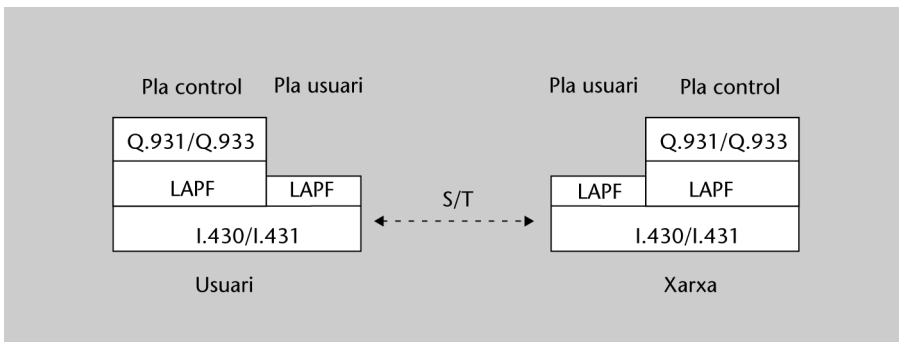 Pla control Pla usuari Pla usuari Pla control
Q.931/Q.933 Q.931/Q.933
LAPF LAPF S/T LAPF LAPF
I.430/I.431 I.430/I.431
Usuari Xarxa